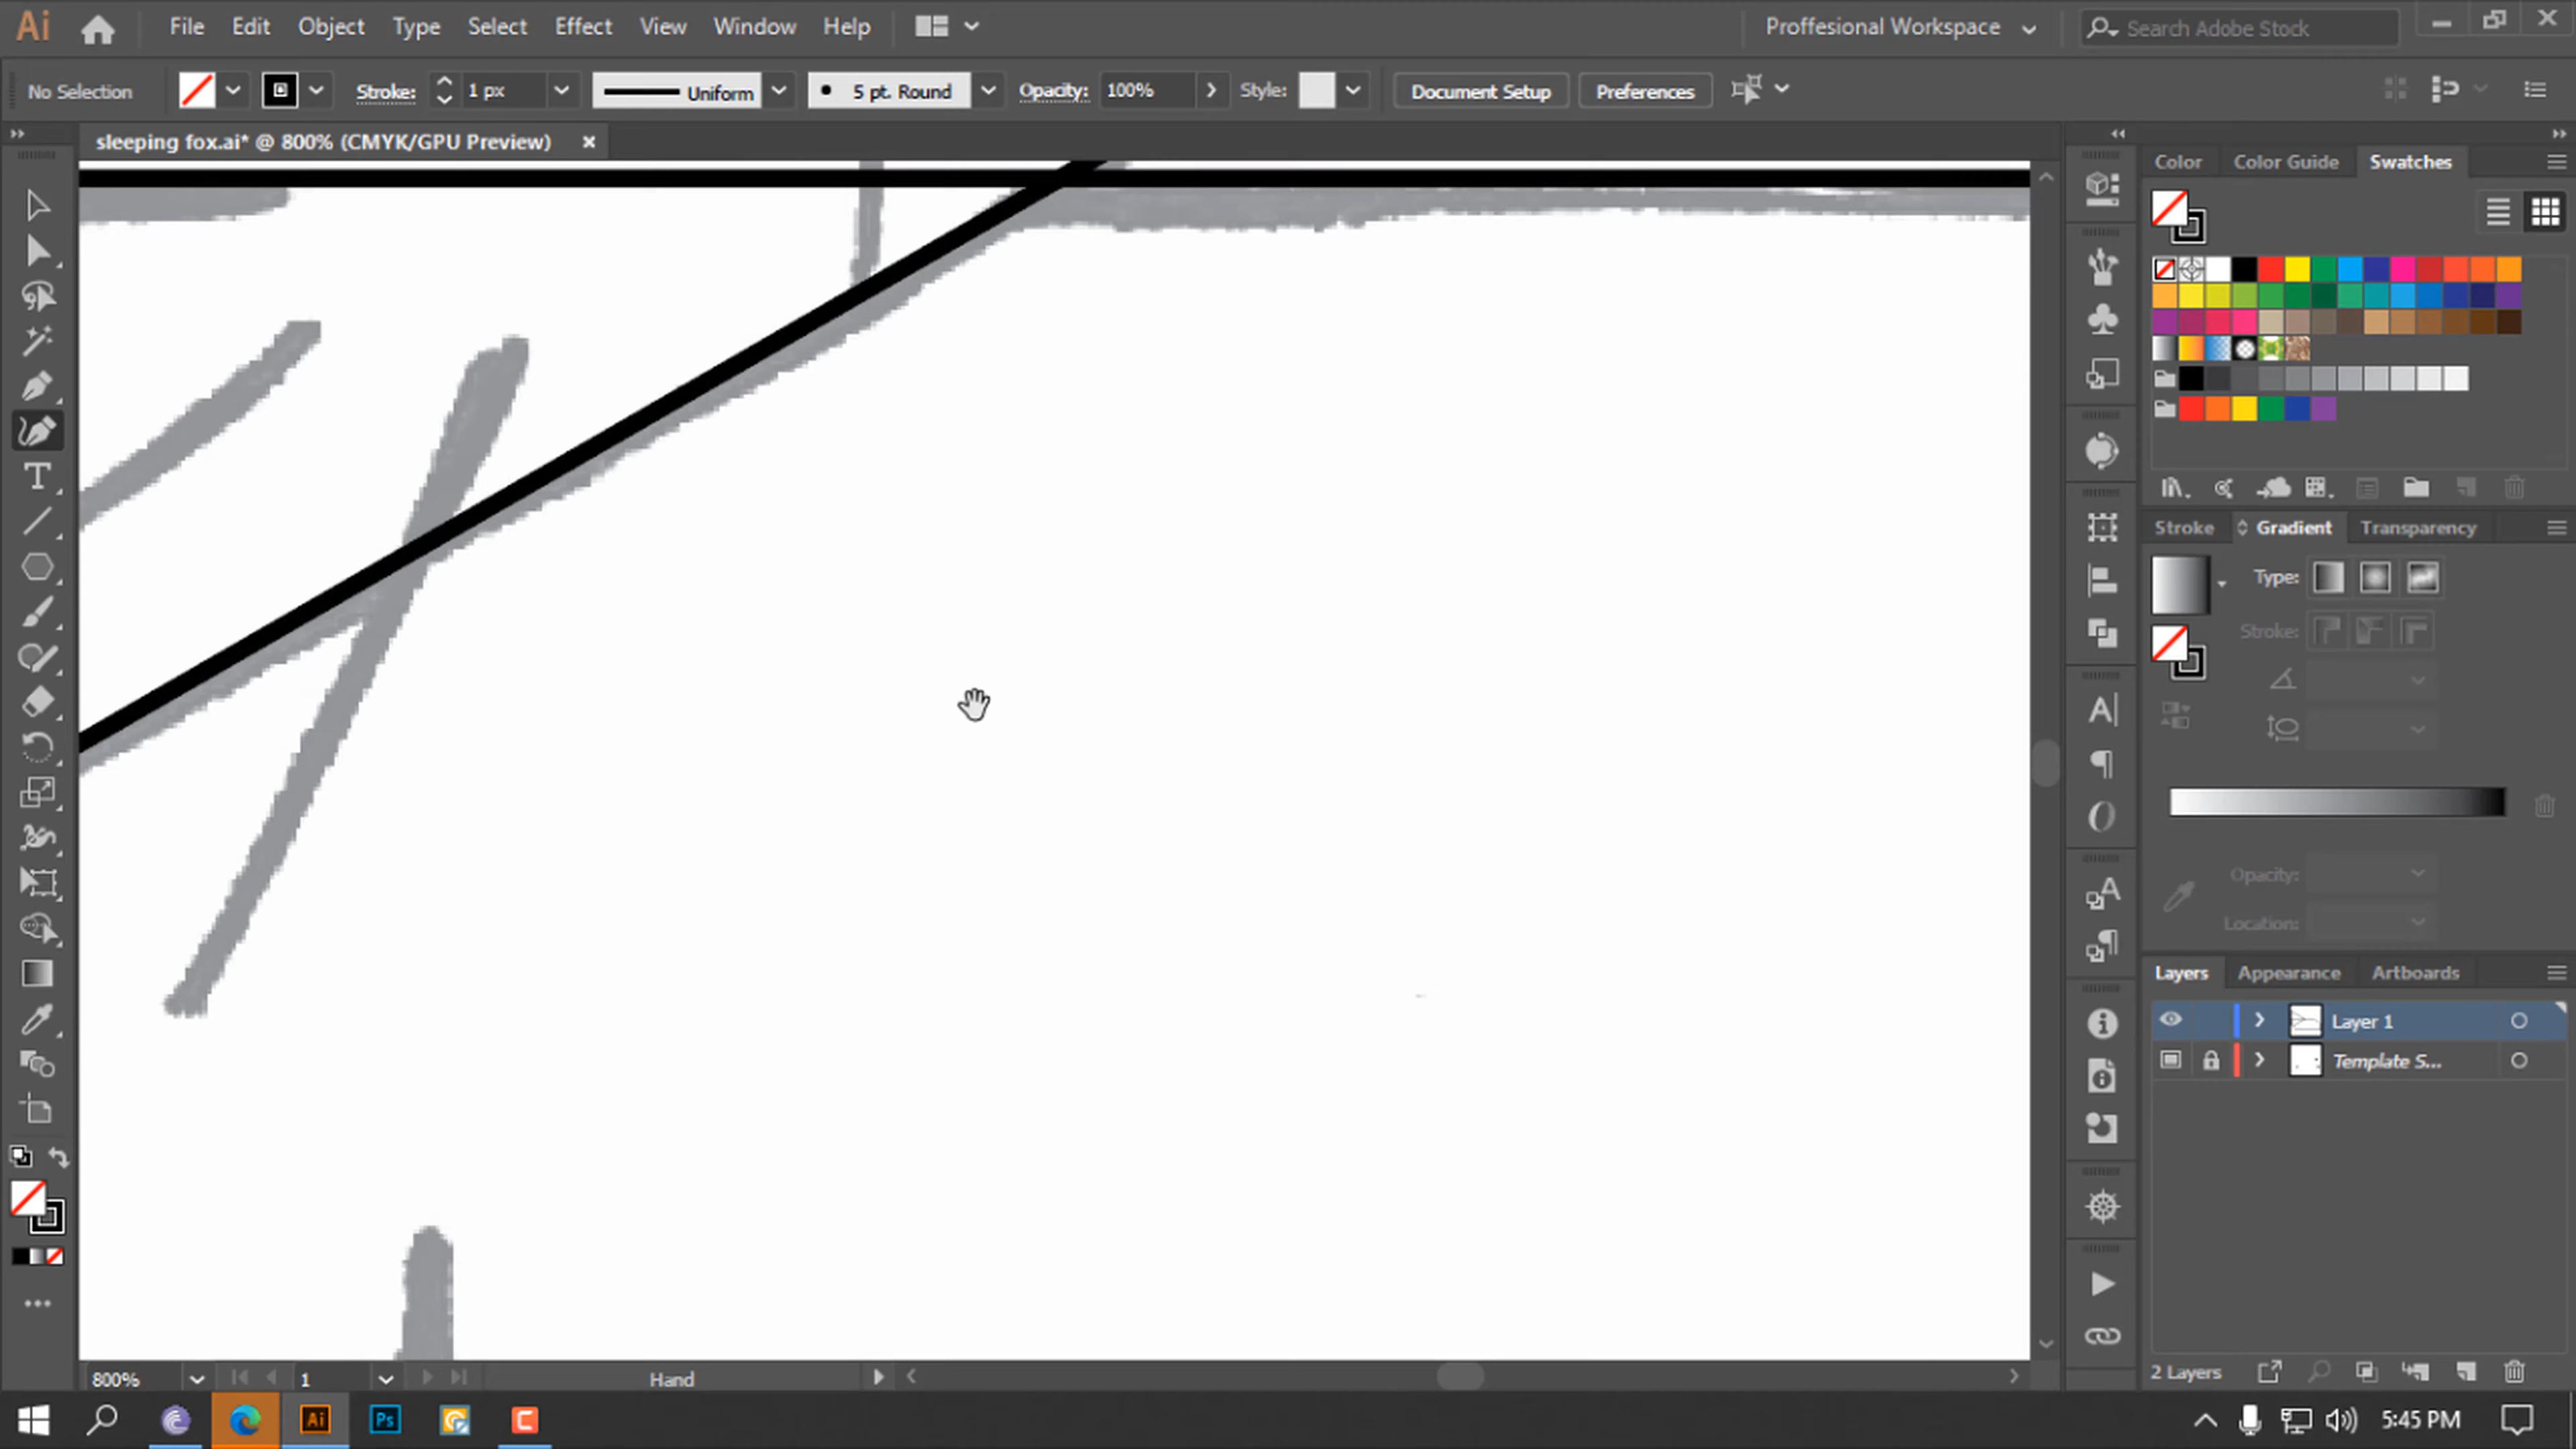 Ai File Edit Object Type Select Effect View Window Help Proffesional Workspace Search Adobe Stock
No Selection Stroke: 1 px Uniform 5 pt. Round Opacity: 100% Style: Document Setup Preferences
sleeping fox.ai* @ 800% (CMYK/GPU Preview)
Color Color Guide Swatches
Stroke Gradient Transparency
Type:
Stroke:
Opacity:
Location:
Layers Appearance Artboards
Layer 1
Template S...
2 Layers
800% 1 Hand
Ai Ps C 5:45 PM